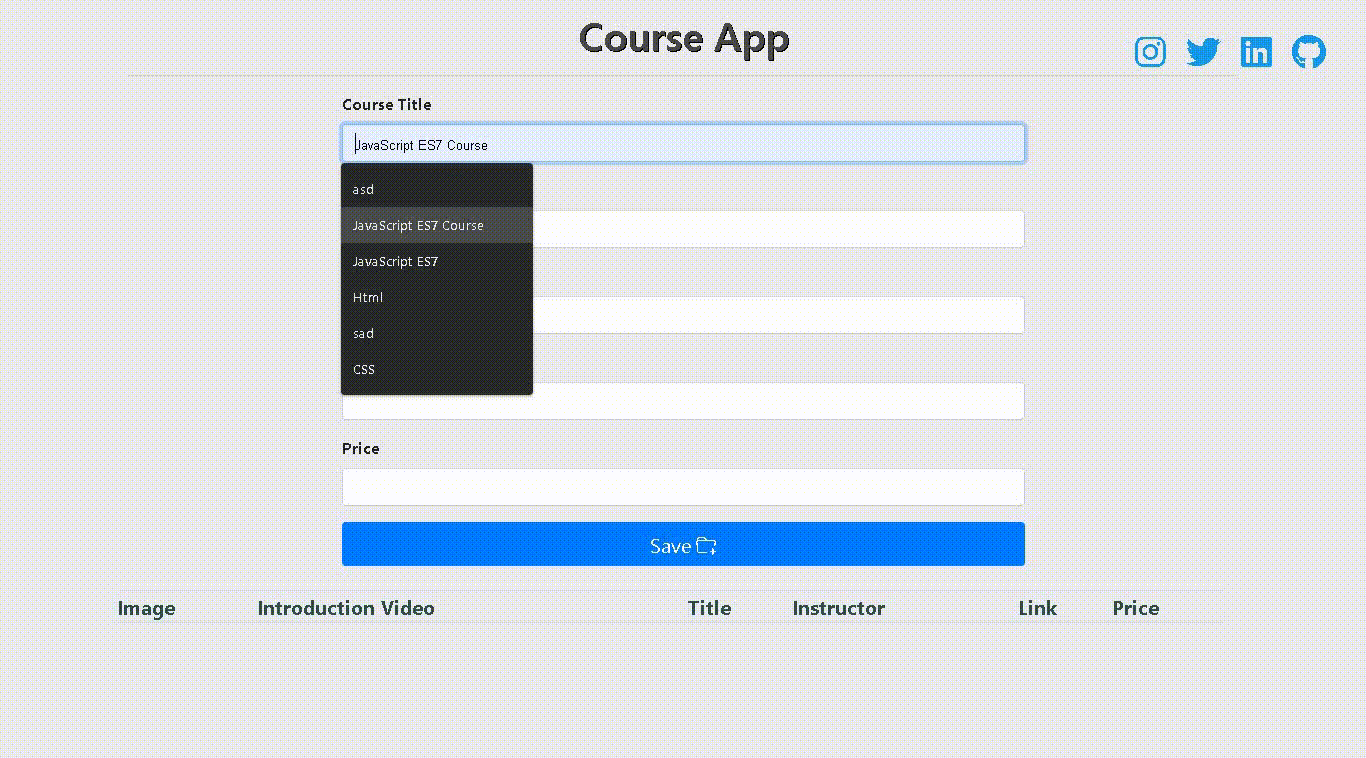 Course App
Course Title
JavaScript ES7 Course
asd
JavaScript ES7 Course
JavaScript ES7
Html
sad
CSS
Price
Save
Image Introduction Video Title Instructor Link Price